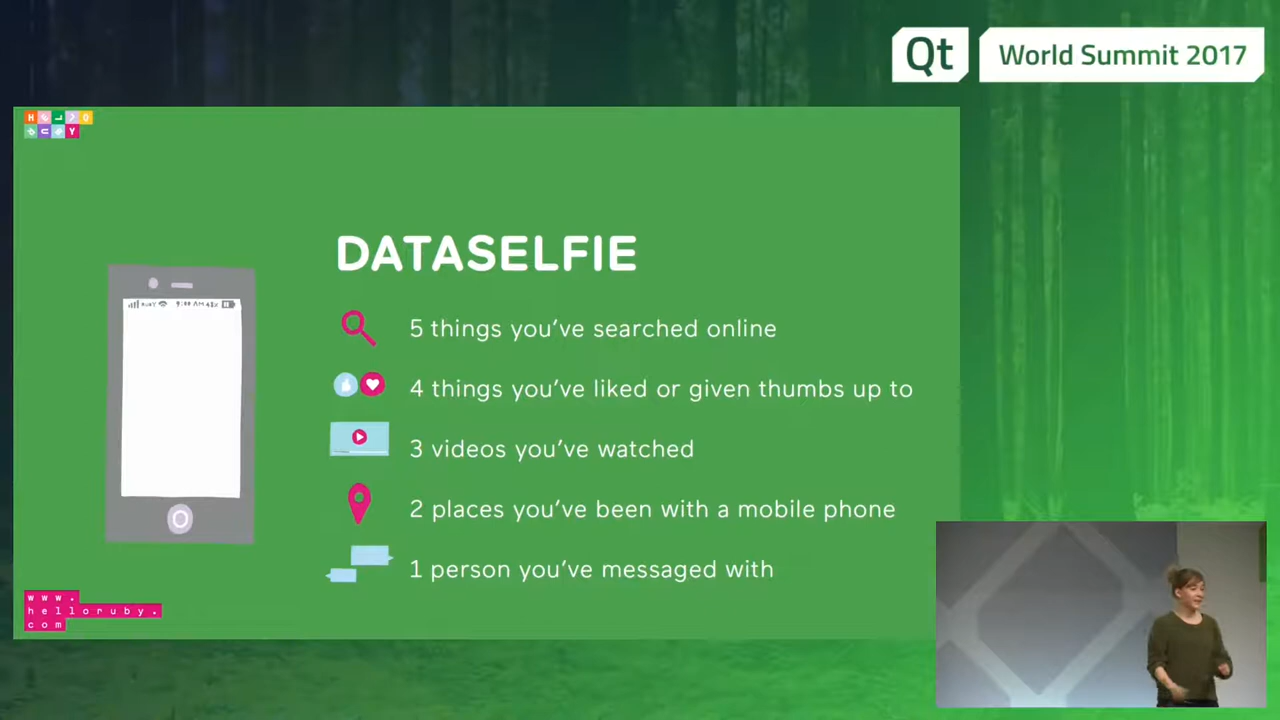 Qt World Summit 2017
HELLO
RUBY
DATASELFIE
5 things you've searched online
4 things you've liked or given thumbs up to
3 videos you've watched
2 places you've been with a mobile phone
1 person you've messaged with
www.
helloruby.
com